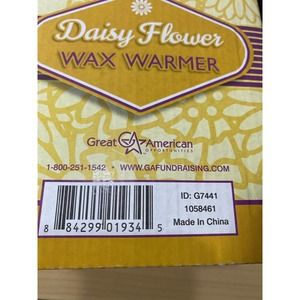 Daisy Flower
WAX WARMER
Great American
OPPORTUNITIES
1-800-251-1542 • WWW.GAFUNDRAISING.COM
ID: G7441
1058461
Made In China
8 84299 01934 5